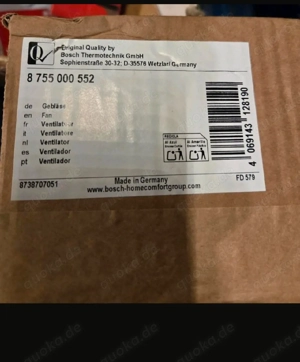 Original Quality by
Bosch Thermotechnik GmbH
Sophienstraße 30-32; D-35576 Wetzlar/Germany
8 755 000 552
de Gebläse
en Fan
fr Ventilateur
it Ventilatore
nl Ventilator
es Ventilador
pt Ventilador
RICICLA
4 069143 128190
8738707051
Made in Germany
www.bosch-homecomfortgroup.com
FD 579